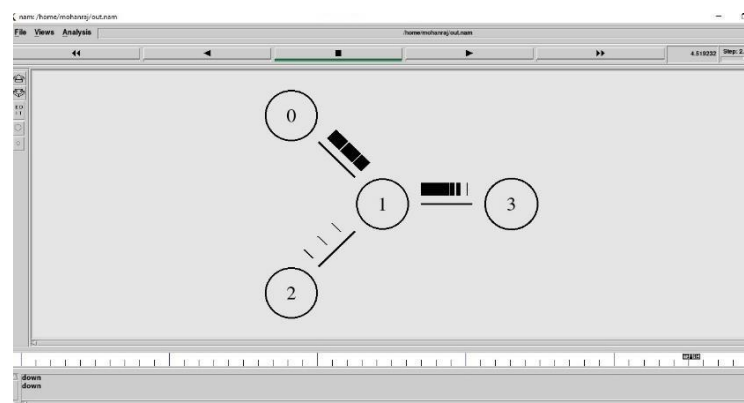 nam: /home/mohanraj/out.nam
File Views Analysis /home/mohanraj/out.nam
4.519232 Step: 2.
0
1 3
2
down
down